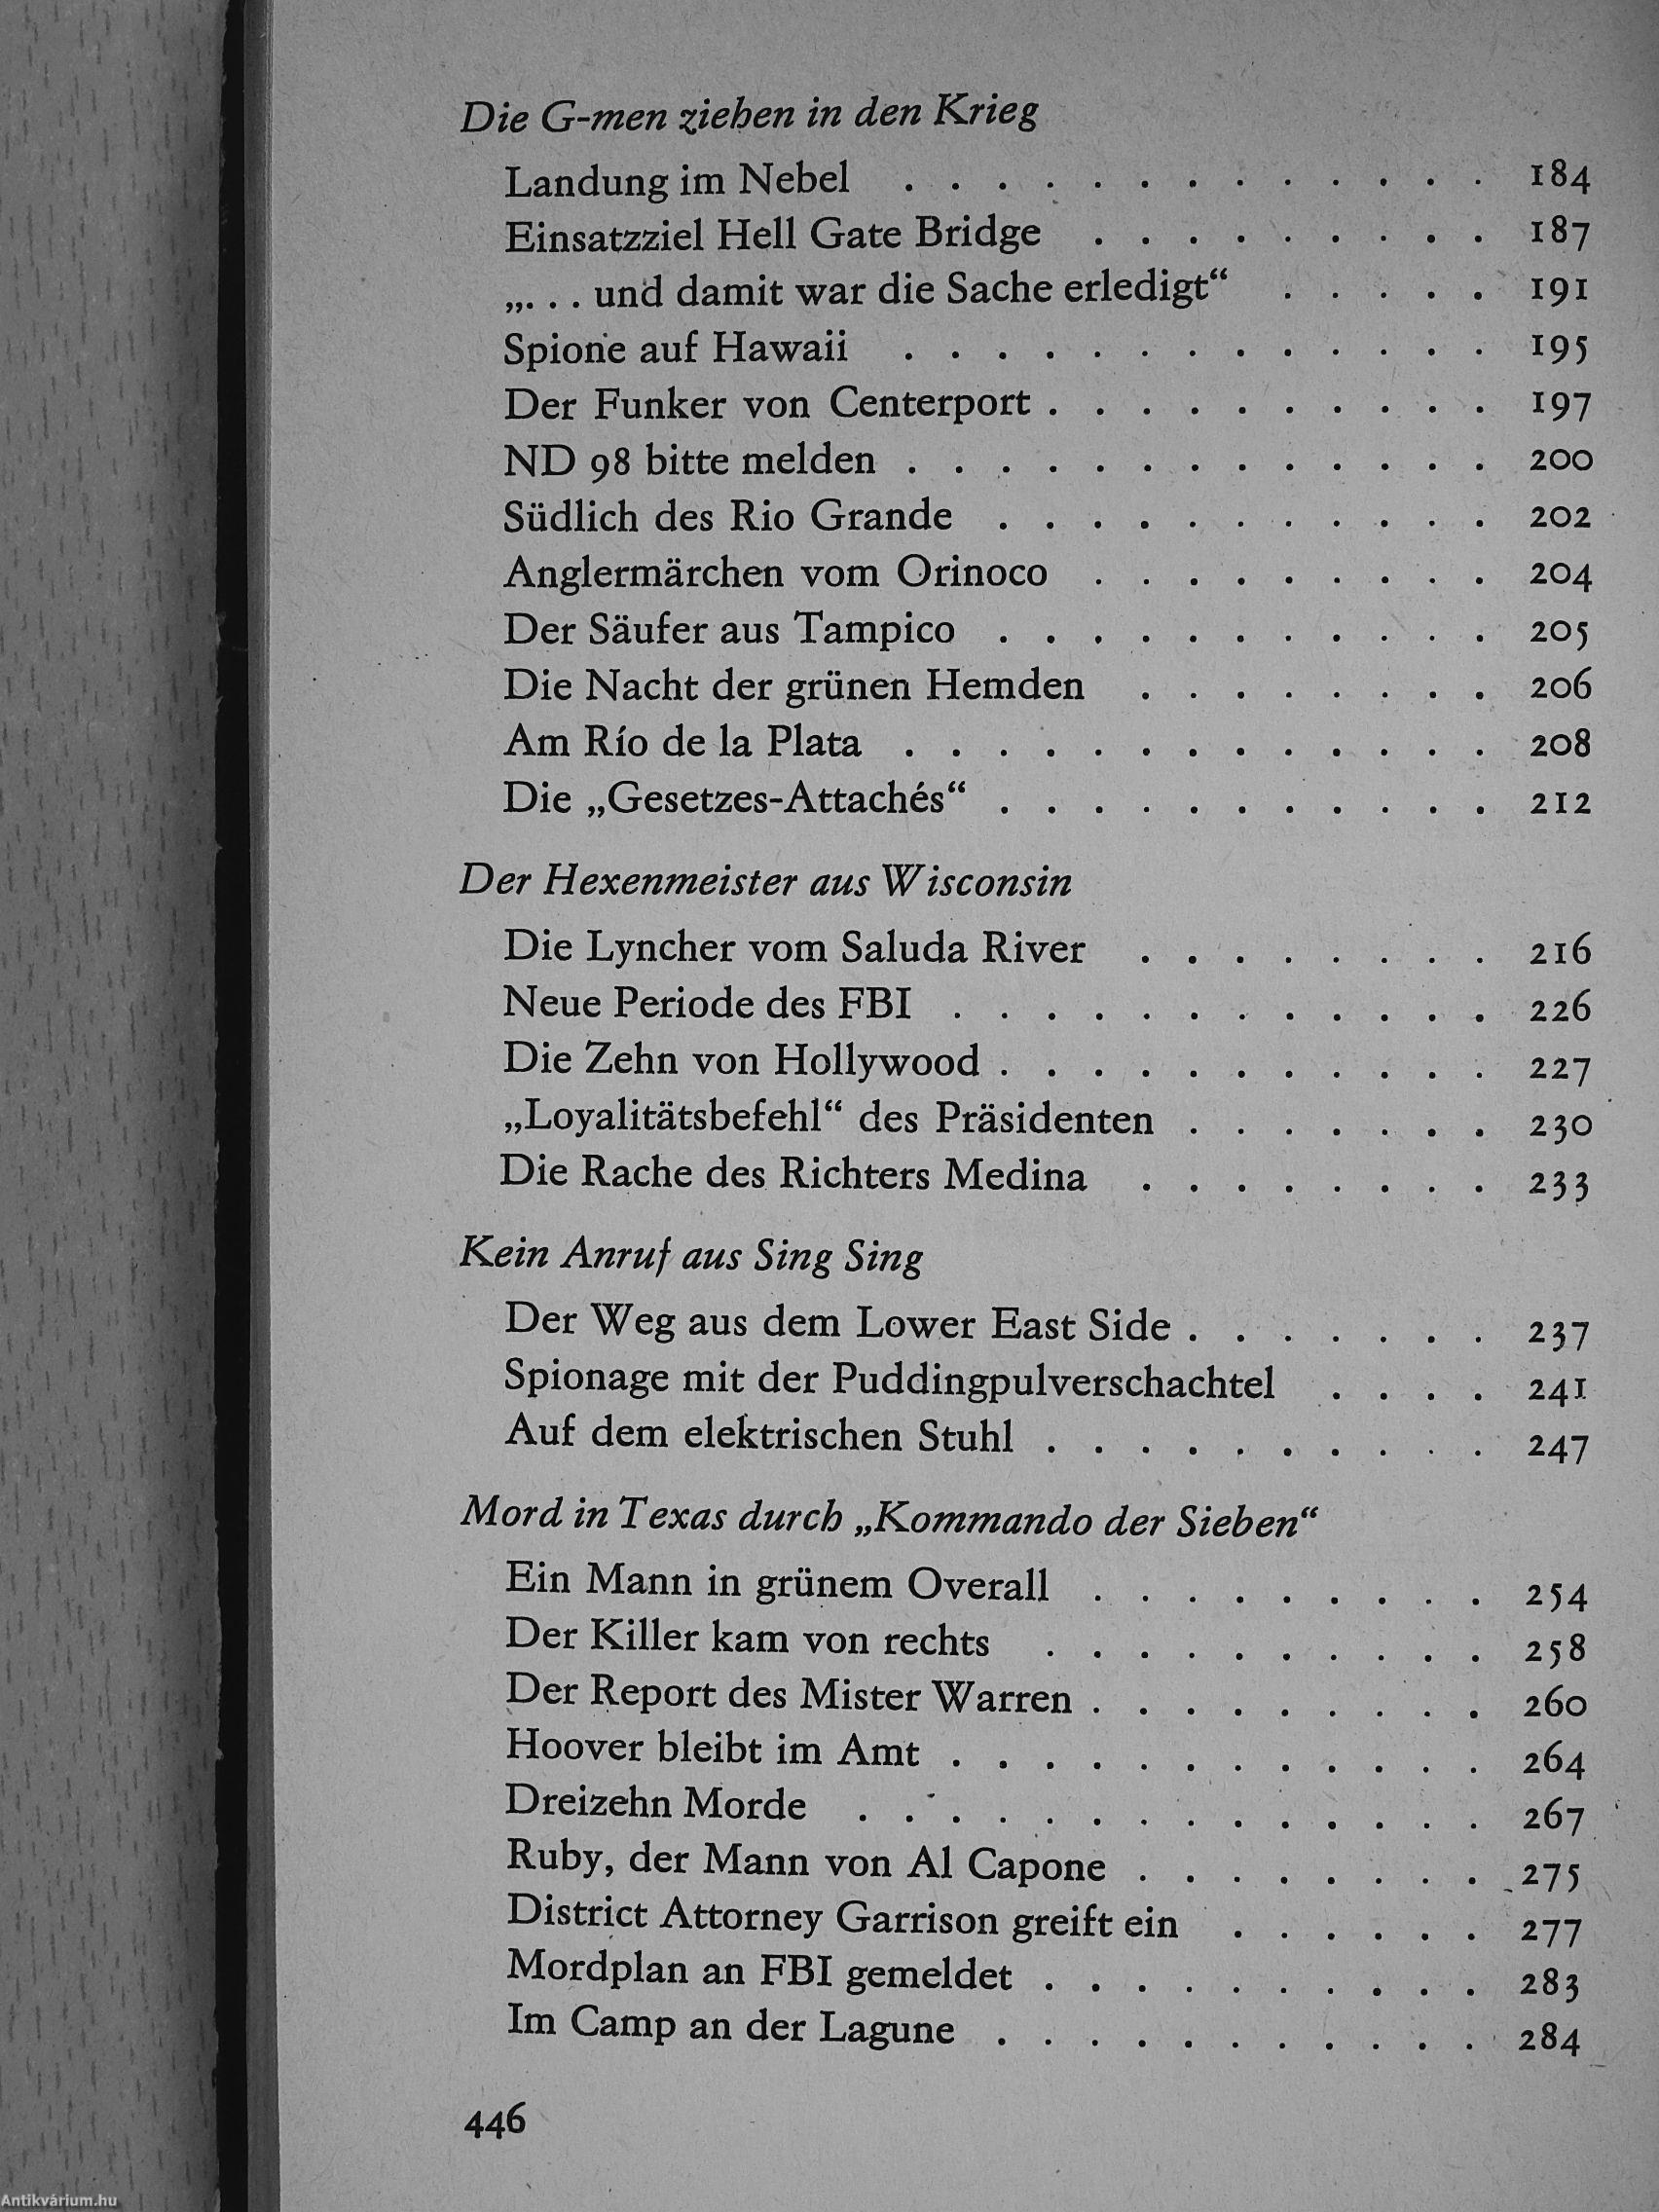 Die G-men ziehen in den Krieg
Landung im Nebel . . . . . . . . . . . . . 184
Einsatzziel Hell Gate Bridge . . . . . . . . . 187
„. . . und damit war die Sache erledigt“ . . . . . 191
Spione auf Hawaii . . . . . . . . . . . . . 195
Der Funker von Centerport . . . . . . . . . . 197
ND 98 bitte melden . . . . . . . . . . . . . 200
Südlich des Rio Grande . . . . . . . . . . . 202
Anglermärchen vom Orinoco . . . . . . . . . 204
Der Säufer aus Tampico . . . . . . . . . . . 205
Die Nacht der grünen Hemden . . . . . . . . 206
Am Río de la Plata . . . . . . . . . . . . . 208
Die „Gesetzes-Attachés“ . . . . . . . . . . . 212
Der Hexenmeister aus Wisconsin
Die Lyncher vom Saluda River . . . . . . . . 216
Neue Periode des FBI . . . . . . . . . . . . 226
Die Zehn von Hollywood . . . . . . . . . . . 227
„Loyalitätsbefehl“ des Präsidenten . . . . . . . 230
Die Rache des Richters Medina . . . . . . . . 233
Kein Anruf aus Sing Sing
Der Weg aus dem Lower East Side . . . . . . . 237
Spionage mit der Puddingpulverschachtel . . . . 241
Auf dem elektrischen Stuhl . . . . . . . . . . 247
Mord in Texas durch „Kommando der Sieben“
Ein Mann in grünem Overall . . . . . . . . . 254
Der Killer kam von rechts . . . . . . . . . . 258
Der Report des Mister Warren . . . . . . . . . 260
Hoover bleibt im Amt . . . . . . . . . . . . 264
Dreizehn Morde . . . . . . . . . . . . . . 267
Ruby, der Mann von Al Capone . . . . . . . . 275
District Attorney Garrison greift ein . . . . . . 277
Mordplan an FBI gemeldet . . . . . . . . . . 283
Im Camp an der Lagune . . . . . . . . . . . 284
446
Antikvárium.hu